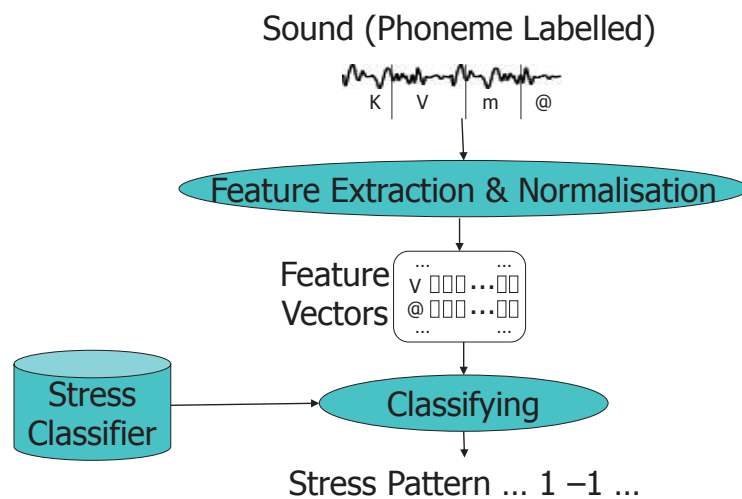 Sound (Phoneme Labelled)
K V m @
Feature Extraction & Normalisation
Feature
Vectors
... ...
V ▯▯▯ ... ▯▯
@ ▯▯▯ ... ▯▯
... ...
Stress
Classifier
Classifying
Stress Pattern ... 1 –1 ...